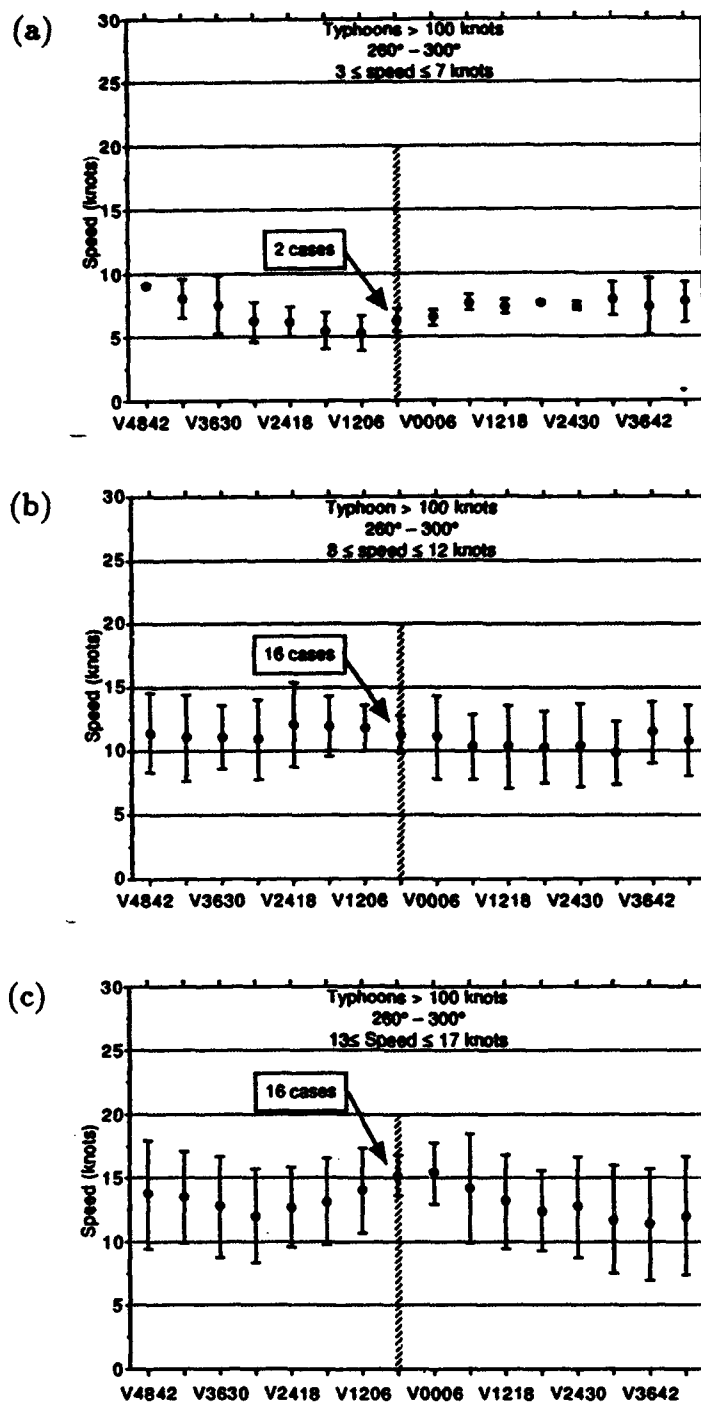 (a)
Typhoons > 100 knots
260° – 300°
3 ≤ speed ≤ 7 knots
30
25
20
15
10
5
0
Speed (knots)
2 cases
V4842 V3630 V2418 V1206 V0006 V1218 V2430 V3642
(b)
Typhoon > 100 knots
260° – 300°
8 ≤ speed ≤ 12 knots
30
25
20
15
10
5
0
Speed (knots)
16 cases
V4842 V3630 V2418 V1206 V0006 V1218 V2430 V3642
(c)
Typhoons > 100 knots
260° – 300°
13≤ Speed ≤ 17 knots
30
25
20
15
10
5
0
Speed (knots)
16 cases
V4842 V3630 V2418 V1206 V0006 V1218 V2430 V3642